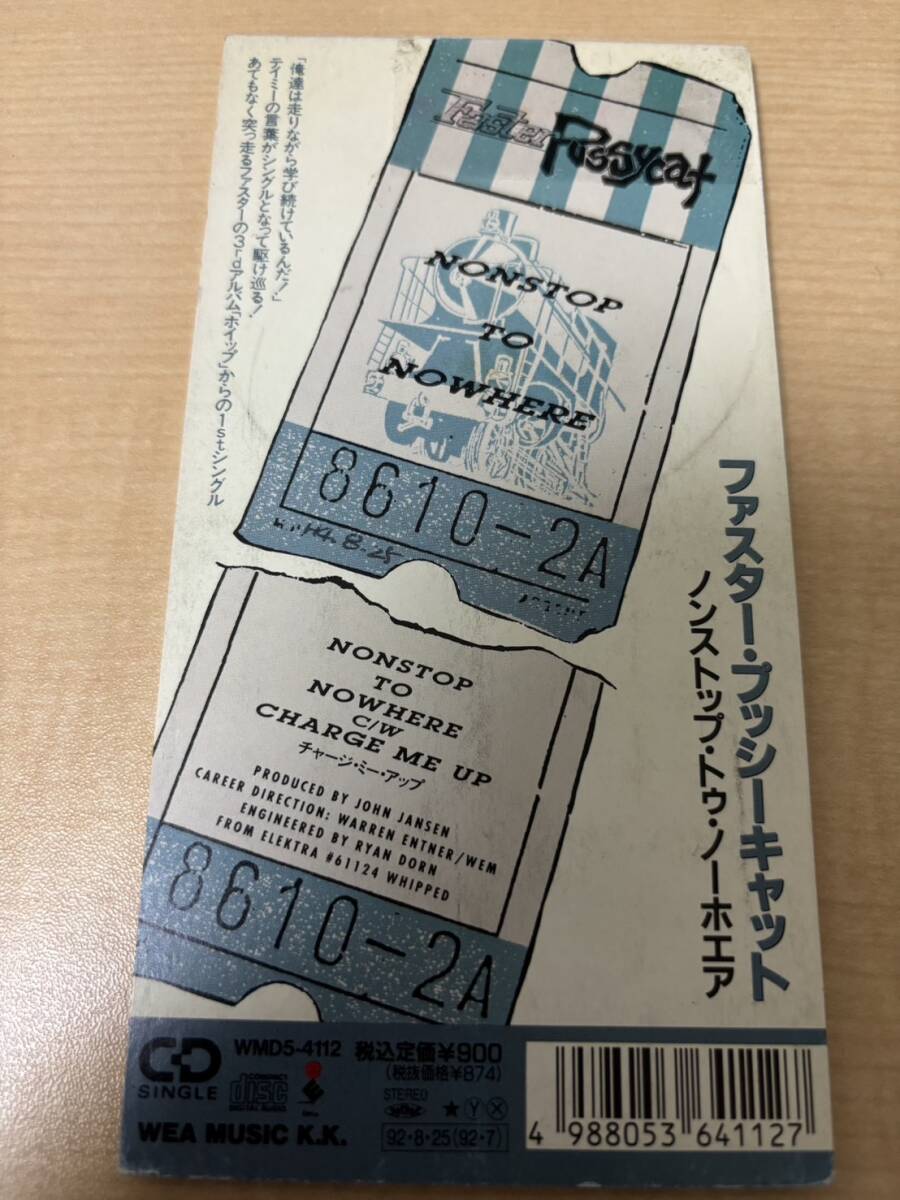 「俺達は走りながら学び続けているんだ!」
テイミーの言葉がシングルとなって駆け巡る!
あてもなく突っ走るファスターの3rdアルバム「ホイップ」からの1stシングル
Faster Pussycat
NONSTOP
TO
NOWHERE
8610-2A
H4.8.25
ファスター・プッシーキャット
ノンストップ・トゥ・ノーホエア
NONSTOP
TO
NOWHERE
C/W
CHARGE ME UP
チャージ・ミー・アップ
PRODUCED BY JOHN JANSEN
CAREER DIRECTION: WARREN ENTNER/WEM
ENGINEERED BY RYAN DORN
FROM ELEKTRA #61124 WHIPPED
8610-2A
CD
SINGLE
COMPACT
disc
DIGITAL AUDIO
WMD5-4112 税込定価¥900
(税抜価格¥874)
STEREO
★ Ⓨ Ⓧ
WEA MUSIC K.K.
92・8・25(92・7)
4 988053 641127